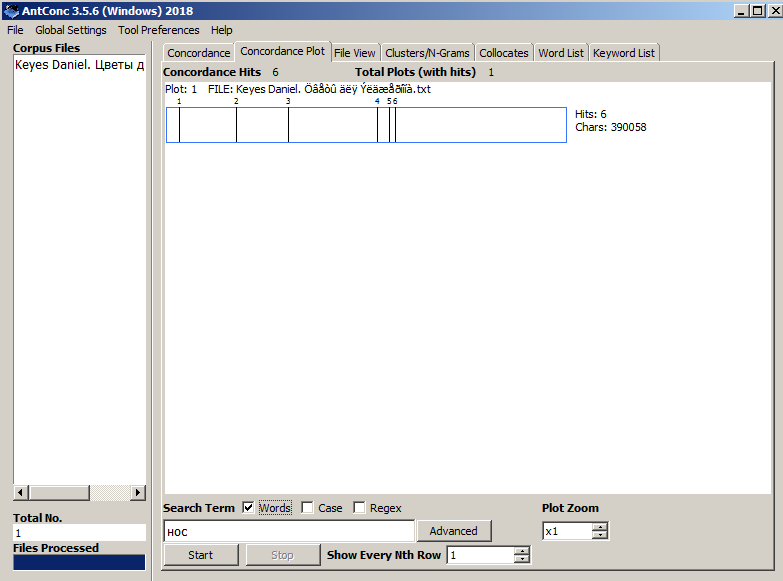 AntConc 3.5.6 (Windows) 2018
File Global Settings Tool Preferences Help
Corpus Files
Keyes Daniel. Цветы д
Total No.
1
Files Processed
Concordance Concordance Plot File View Clusters/N-Grams Collocates Word List Keyword List
Concordance Hits 6 Total Plots (with hits) 1
Plot: 1 FILE: Keyes Daniel. Öâåòû äëÿ Ýëäæåðíîíà.txt
1 2 3 4 5 6
Hits: 6
Chars: 390058
Search Term Words Case Regex Plot Zoom
нос Advanced x1
Start Stop Show Every Nth Row 1